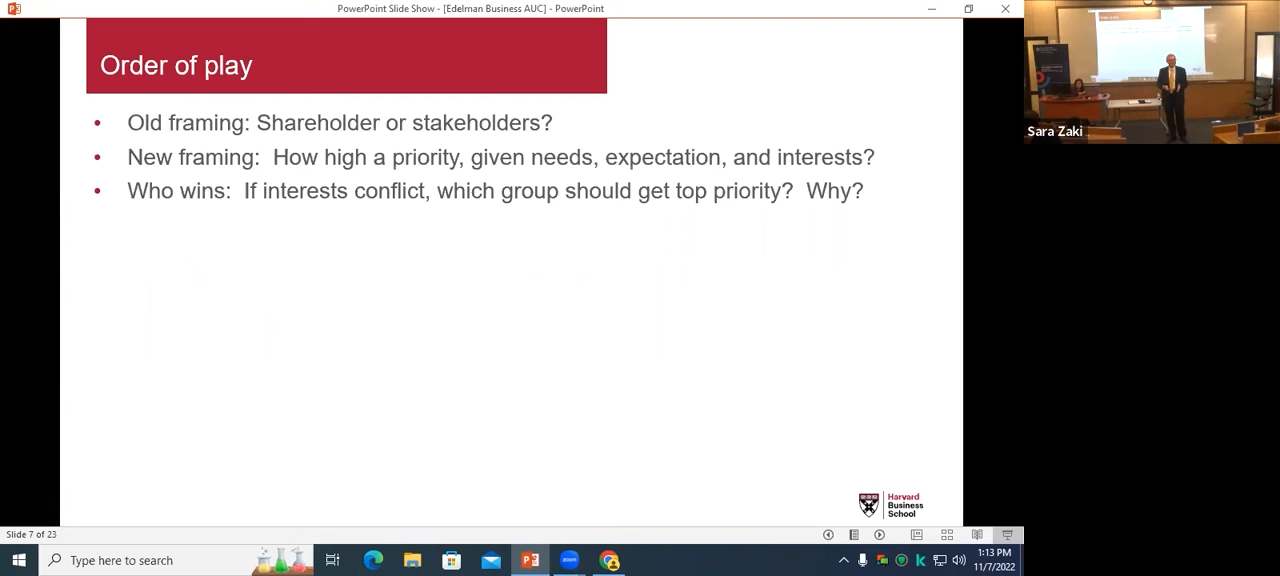 PowerPoint Slide Show - [Edelman Business AUC] - PowerPoint
Order of play
• Old framing: Shareholder or stakeholders?
• New framing:  How high a priority, given needs, expectation, and interests?
• Who wins:  If interests conflict, which group should get top priority?  Why?
Harvard
Business
School
Sara Zaki
Slide 7 of 23
Type here to search
zoom
1:13 PM
11/7/2022